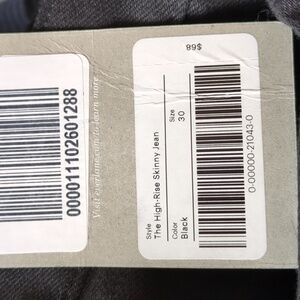 0000111102601288
Visit everlane.com to learn more
Style
The High-Rise Skinny Jean
Color
Black
Size
30
0-00000-21043-0
$68